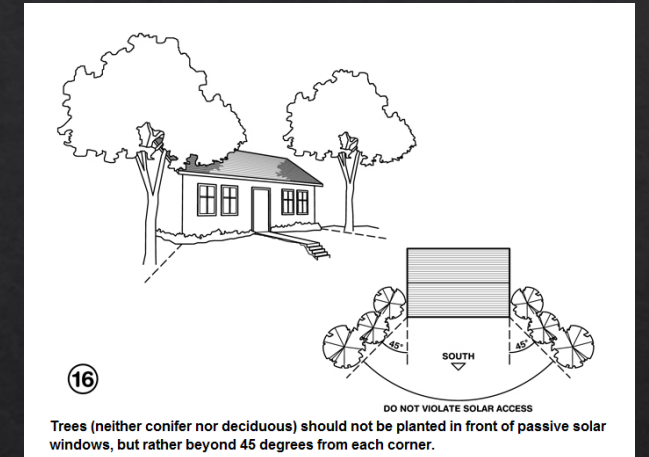 45°
SOUTH
45°
DO NOT VIOLATE SOLAR ACCESS
16
Trees (neither conifer nor deciduous) should not be planted in front of passive solar
windows, but rather beyond 45 degrees from each corner.